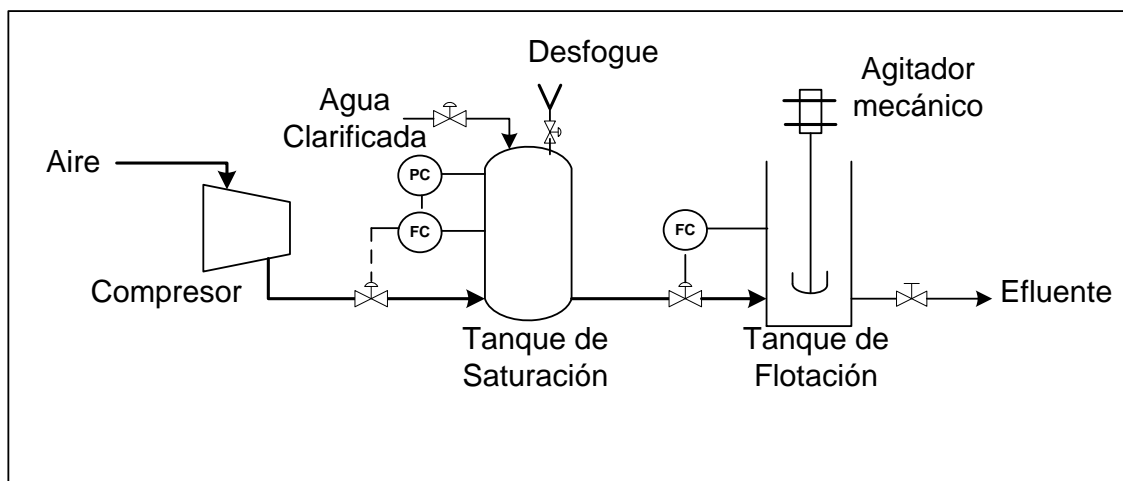 Desfogue
Agitador
mecánico
Agua
Clarificada
Aire
PC
FC
FC
Compresor
Efluente
Tanque de
Saturación
Tanque de
Flotación